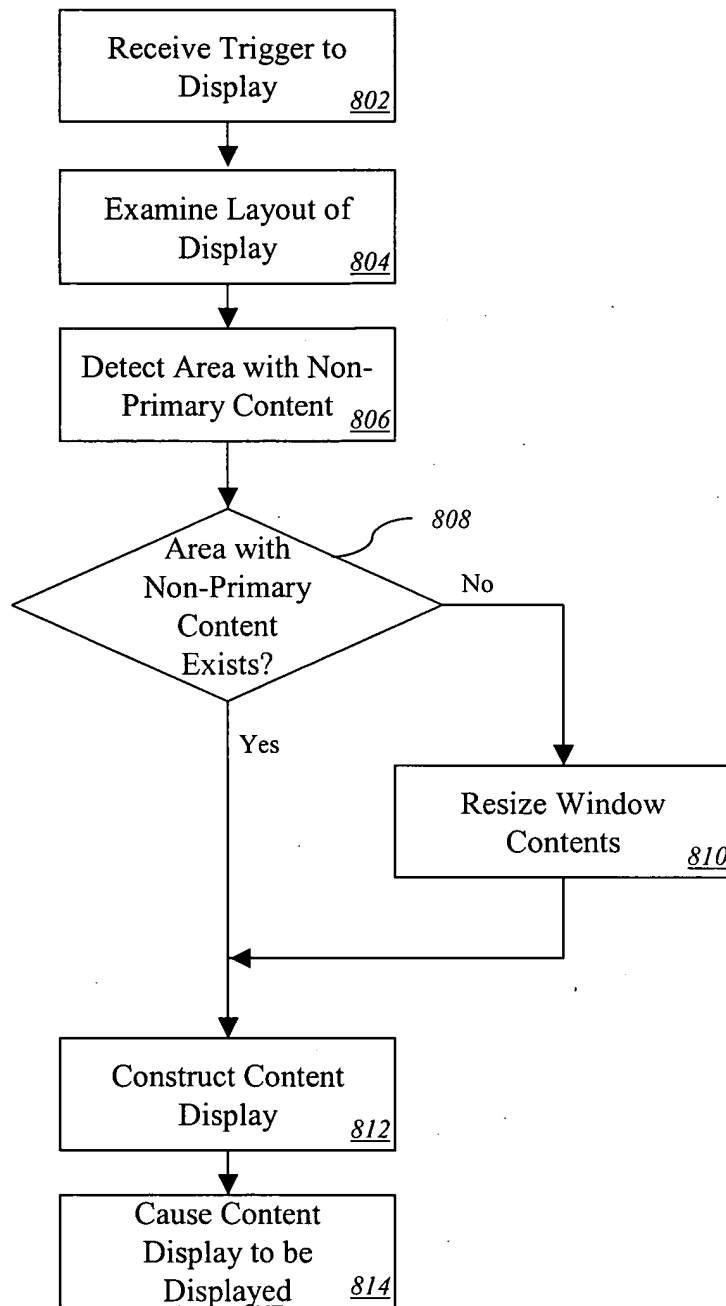 Receive Trigger to
Display
802
Examine Layout of
Display
804
Detect Area with Non-
Primary Content
806
808
Area with
Non-Primary
Content
Exists?
No
Yes
Resize Window
Contents
810
Construct Content
Display
812
Cause Content
Display to be
Displayed
814